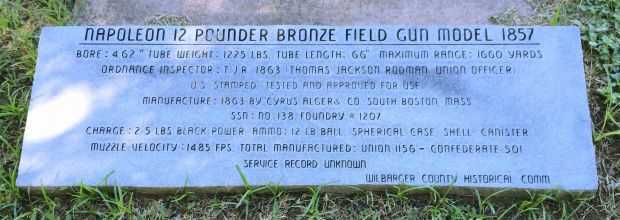 NAPOLEON 12 POUNDER BRONZE FIELD GUN MODEL 1857
BORE: 4.62" TUBE WEIGHT: 1225 LBS. TUBE LENGTH: 66" MAXIMUM RANGE: 1600 YARDS
ORDNANCE INSPECTOR: T.J.R. 1863 (THOMAS JACKSON RODMAN UNION OFFICER)
U.S. STAMPED TESTED AND APPROVED FOR USE
MANUFACTURE: 1863 BY CYRUS ALGER & CO. SOUTH BOSTON, MASS.
SSN: NO. 138 FOUNDRY # 1207
CHARGE: 2.5 LBS BLACK POWER. AMMO: 12 LB BALL, SPHERICAL CASE, SHELL, CANISTER
MUZZLE VELOCITY: 1485 FPS. TOTAL MANUFACTURED: UNION 1156 - CONFEDERATE 501
SERVICE RECORD UNKNOWN
WILBARGER COUNTY HISTORICAL COMM.